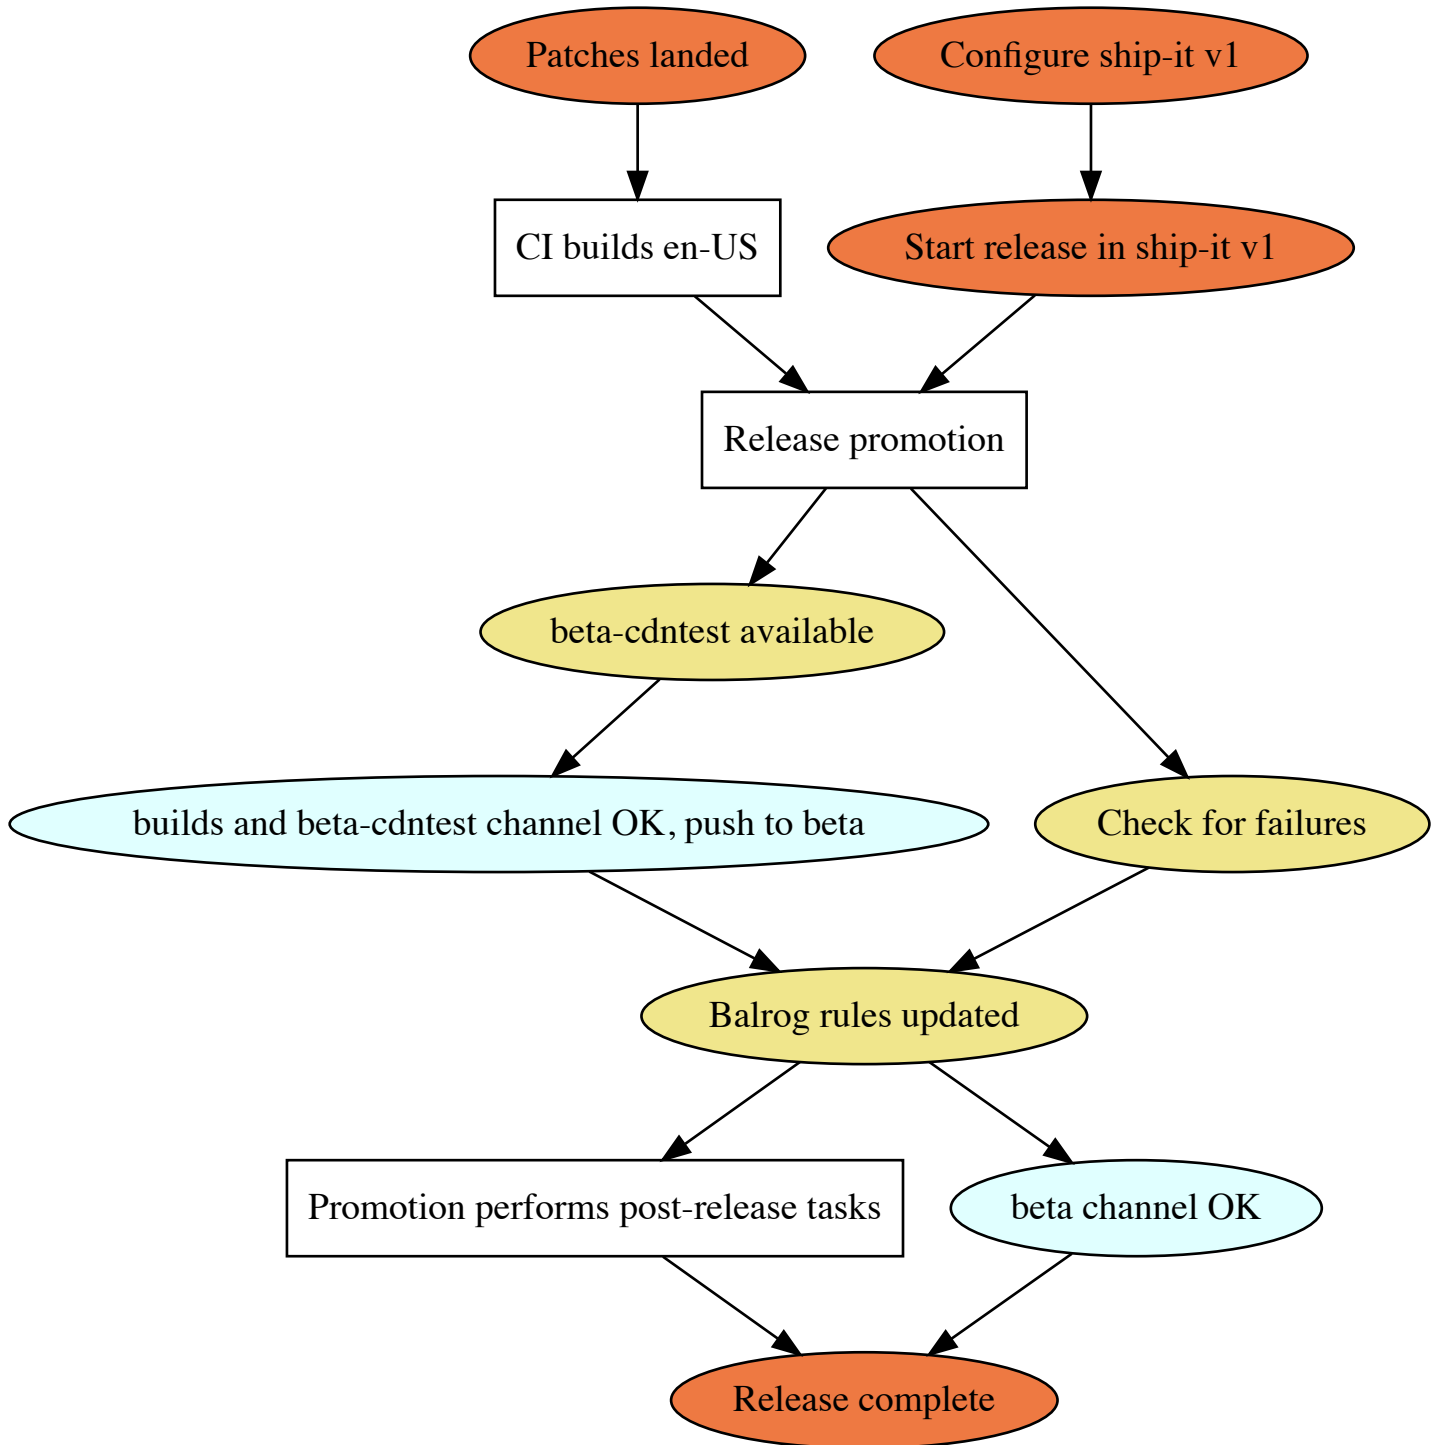 Patches landed
Configure ship-it v1
CI builds en-US
Start release in ship-it v1
Release promotion
beta-cdntest available
builds and beta-cdntest channel OK, push to beta
Check for failures
Balrog rules updated
Promotion performs post-release tasks
beta channel OK
Release complete